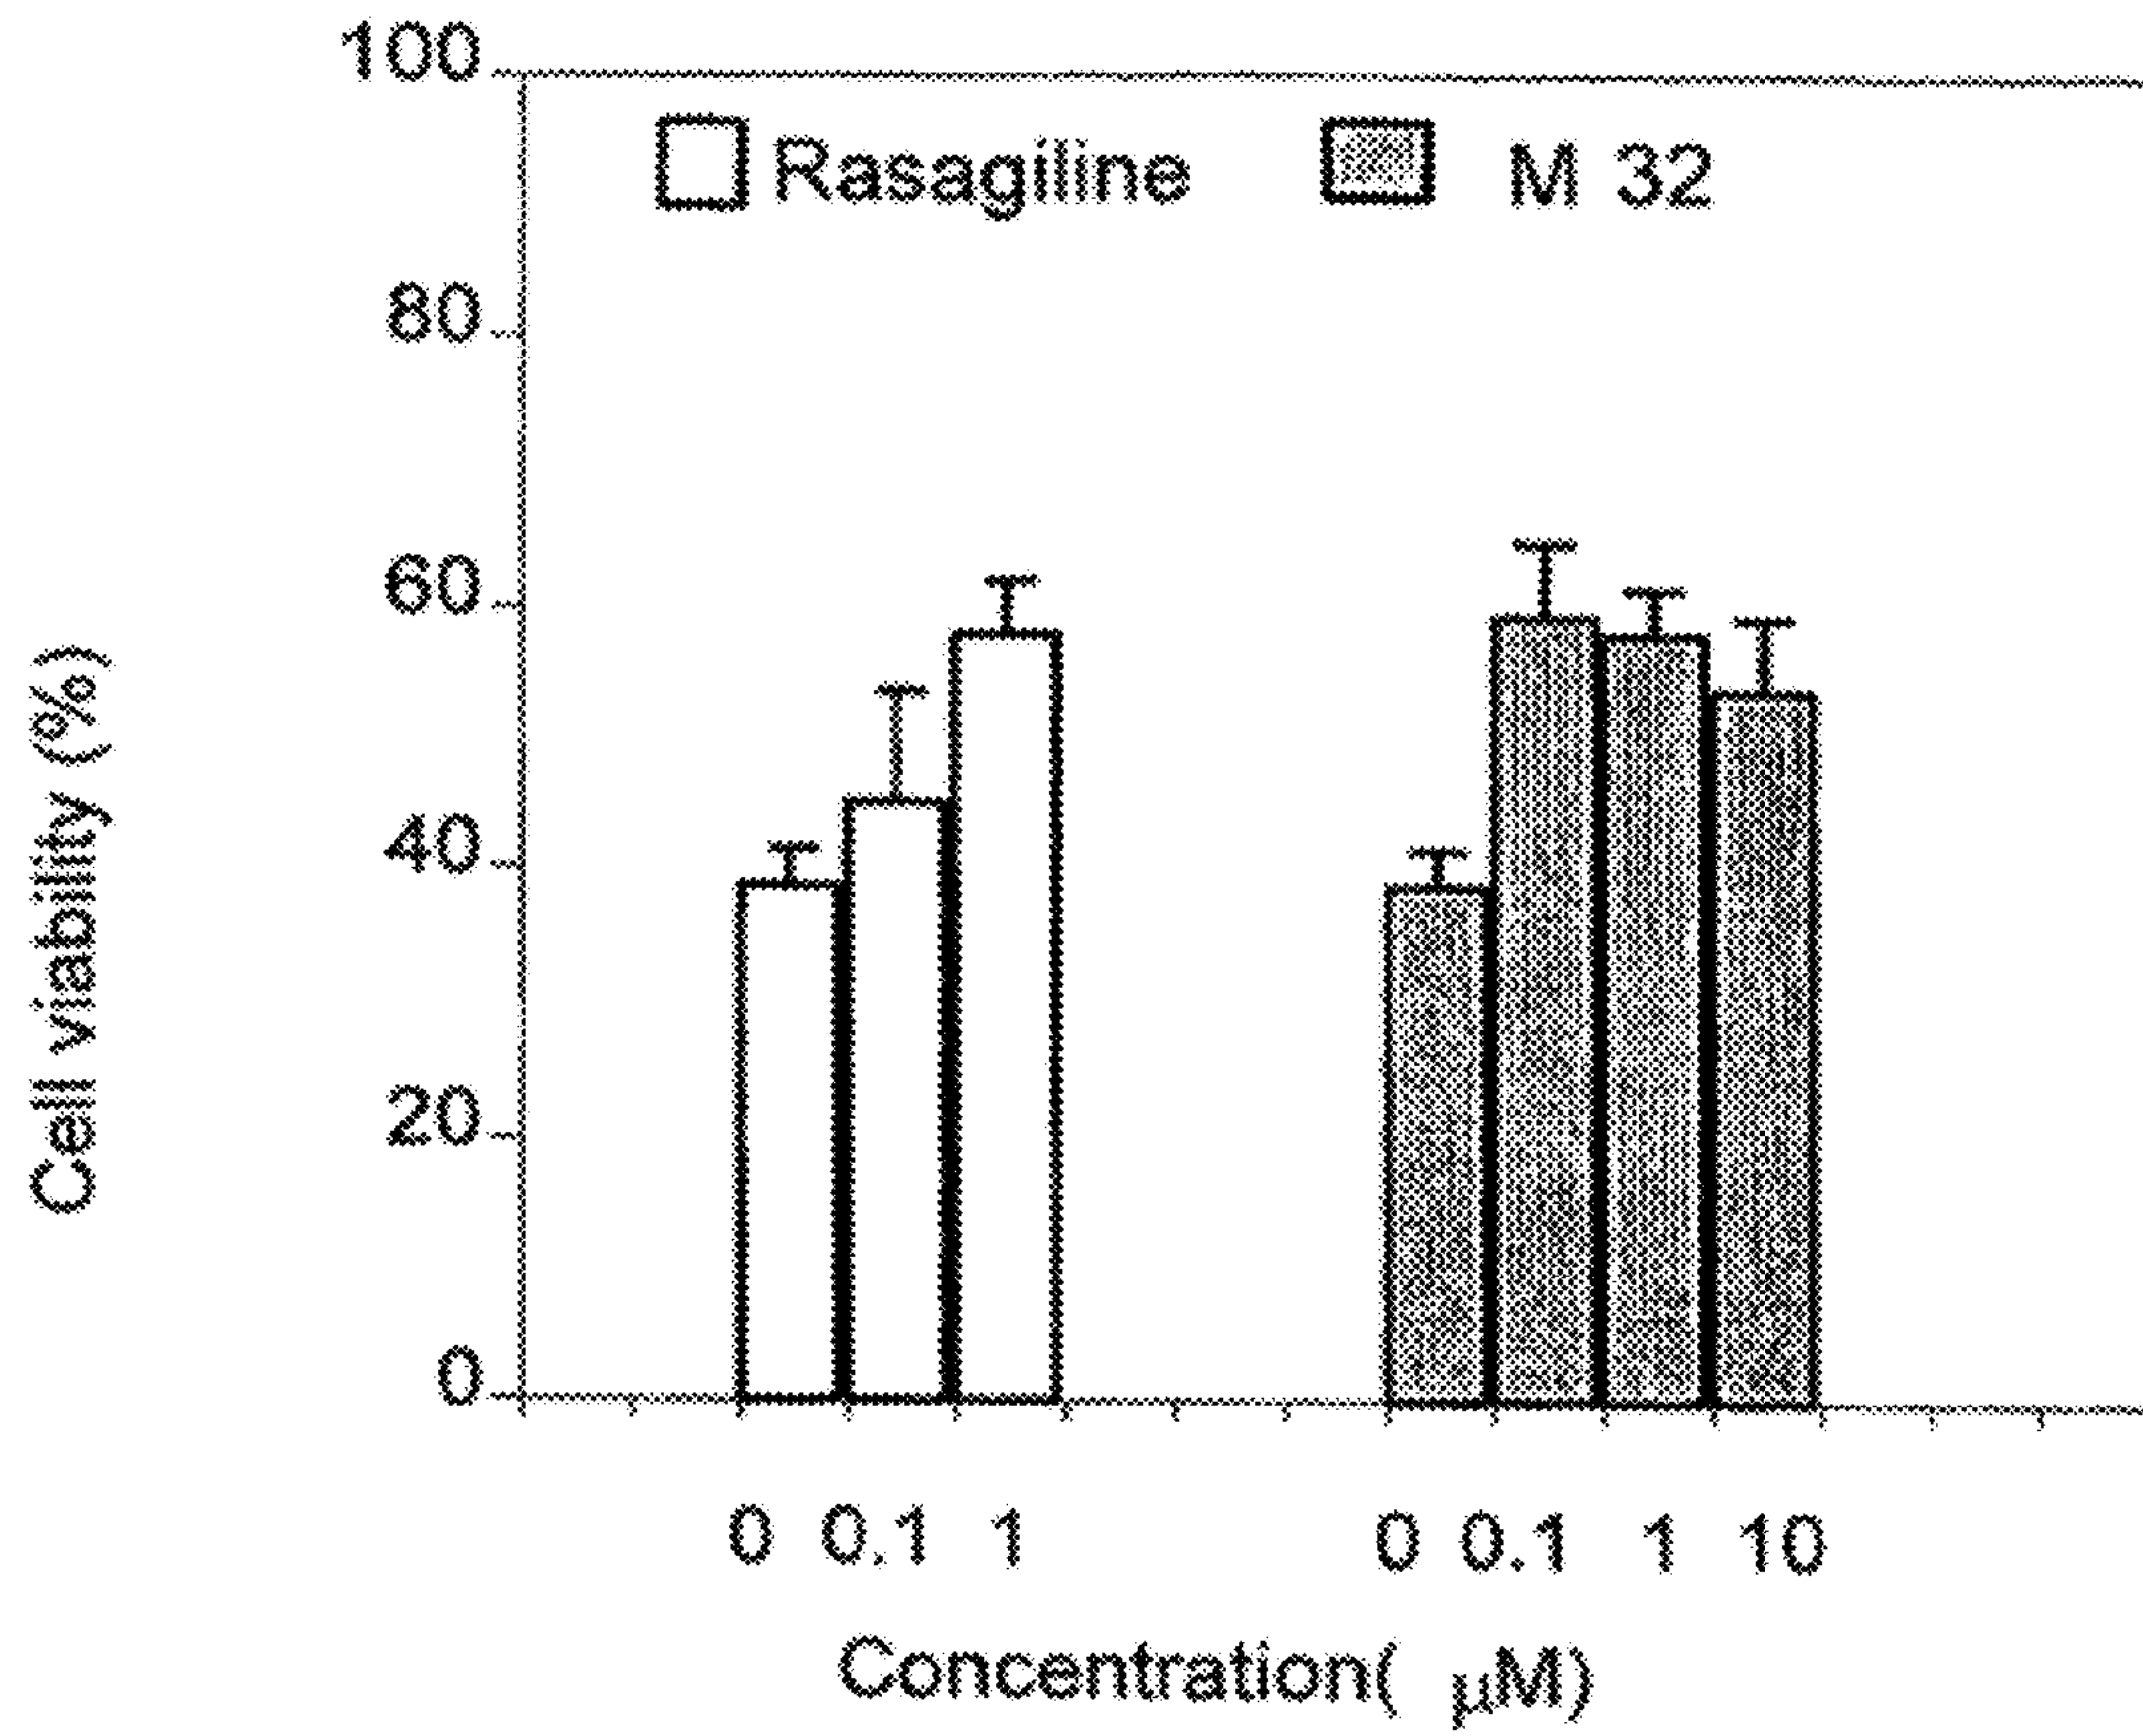 100
Rasagiline M 32
80
60
40
20
0
Cell viability (%)
0 0.1 1 0 0.1 1 10
Concentration( μM)